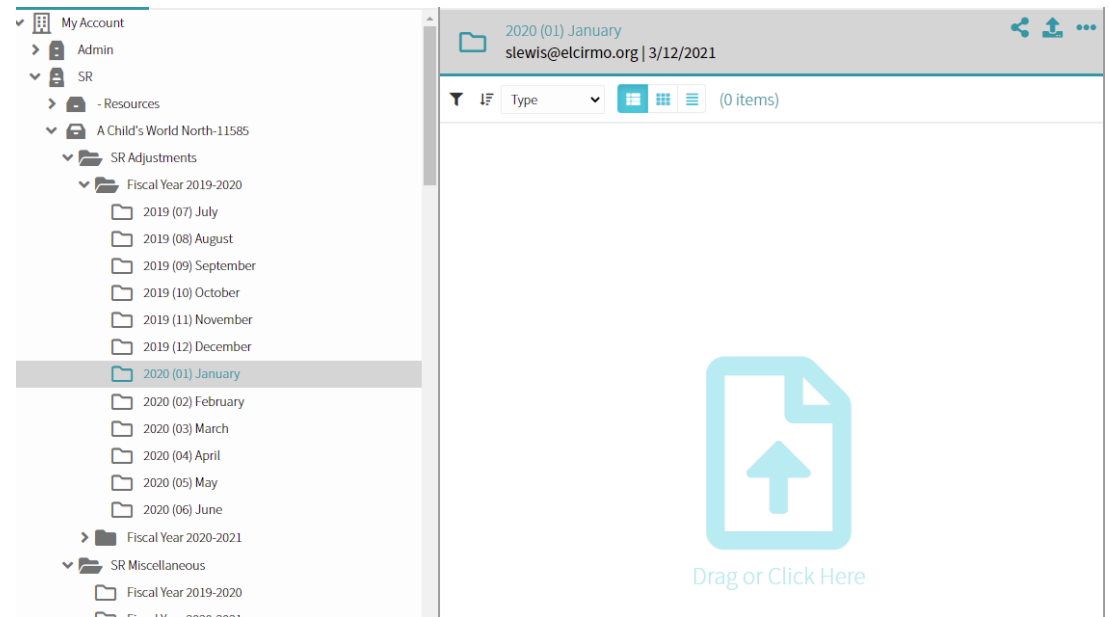 My Account
Admin
SR
- Resources
A Child's World North-11585
SR Adjustments
Fiscal Year 2019-2020
2019 (07) July
2019 (08) August
2019 (09) September
2019 (10) October
2019 (11) November
2019 (12) December
2020 (01) January
2020 (02) February
2020 (03) March
2020 (04) April
2020 (05) May
2020 (06) June
Fiscal Year 2020-2021
SR Miscellaneous
Fiscal Year 2019-2020
2020 (01) January
slewis@elcirmo.org | 3/12/2021
Type
(0 items)
Drag or Click Here